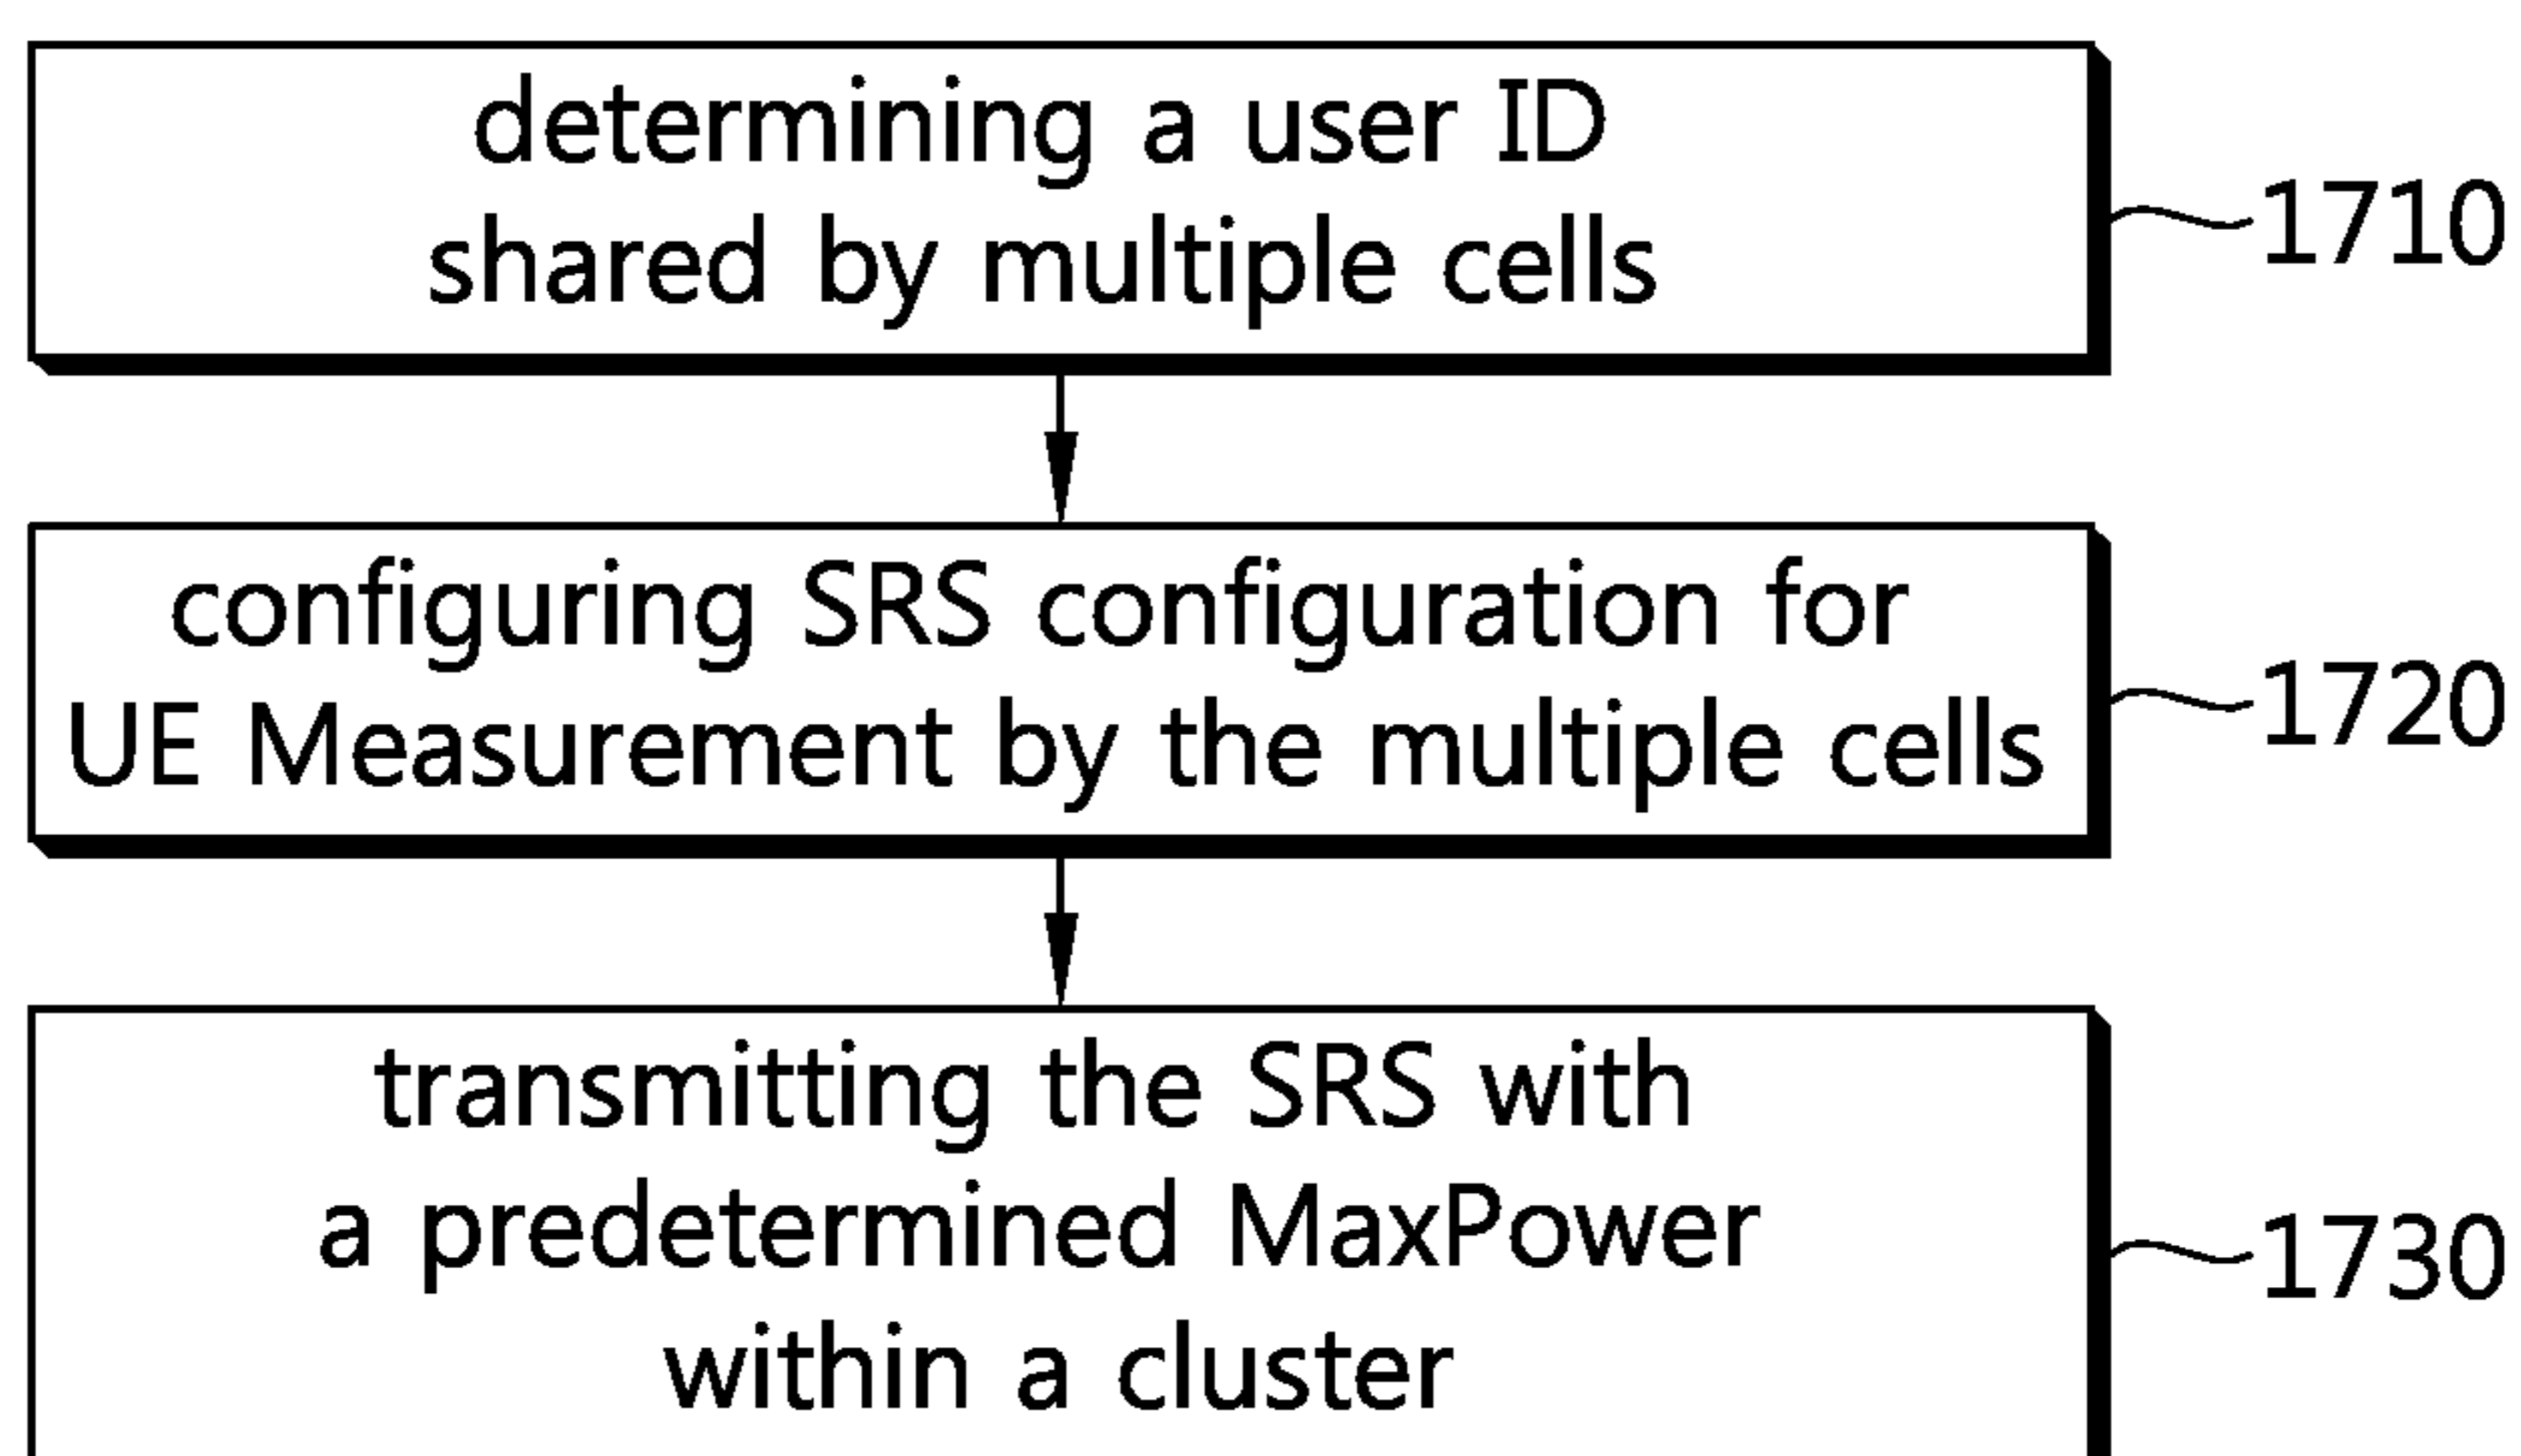 determining a user ID
shared by multiple cells
1710
configuring SRS configuration for
UE Measurement by the multiple cells
1720
transmitting the SRS with
a predetermined MaxPower
within a cluster
1730